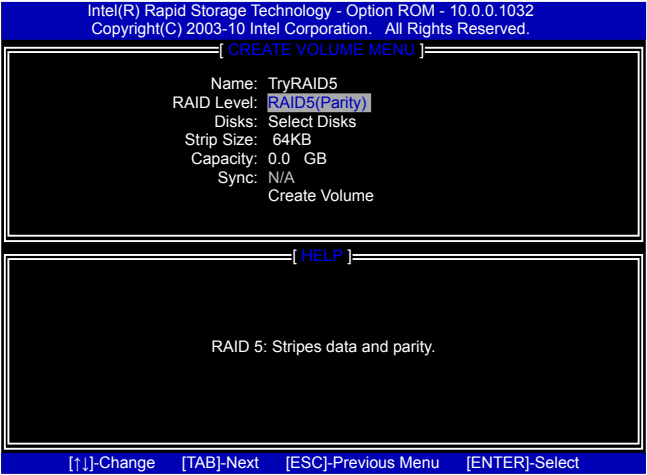 Intel(R) Rapid Storage Technology - Option ROM - 10.0.0.1032
Copyright(C) 2003-10 Intel Corporation. All Rights Reserved.
[ CREATE VOLUME MENU ]
Name: TryRAID5
RAID Level: RAID5(Parity)
Disks: Select Disks
Strip Size: 64KB
Capacity: 0.0 GB
Sync: N/A
Create Volume
[ HELP ]
RAID 5: Stripes data and parity.
[↑↓]-Change [TAB]-Next [ESC]-Previous Menu [ENTER]-Select